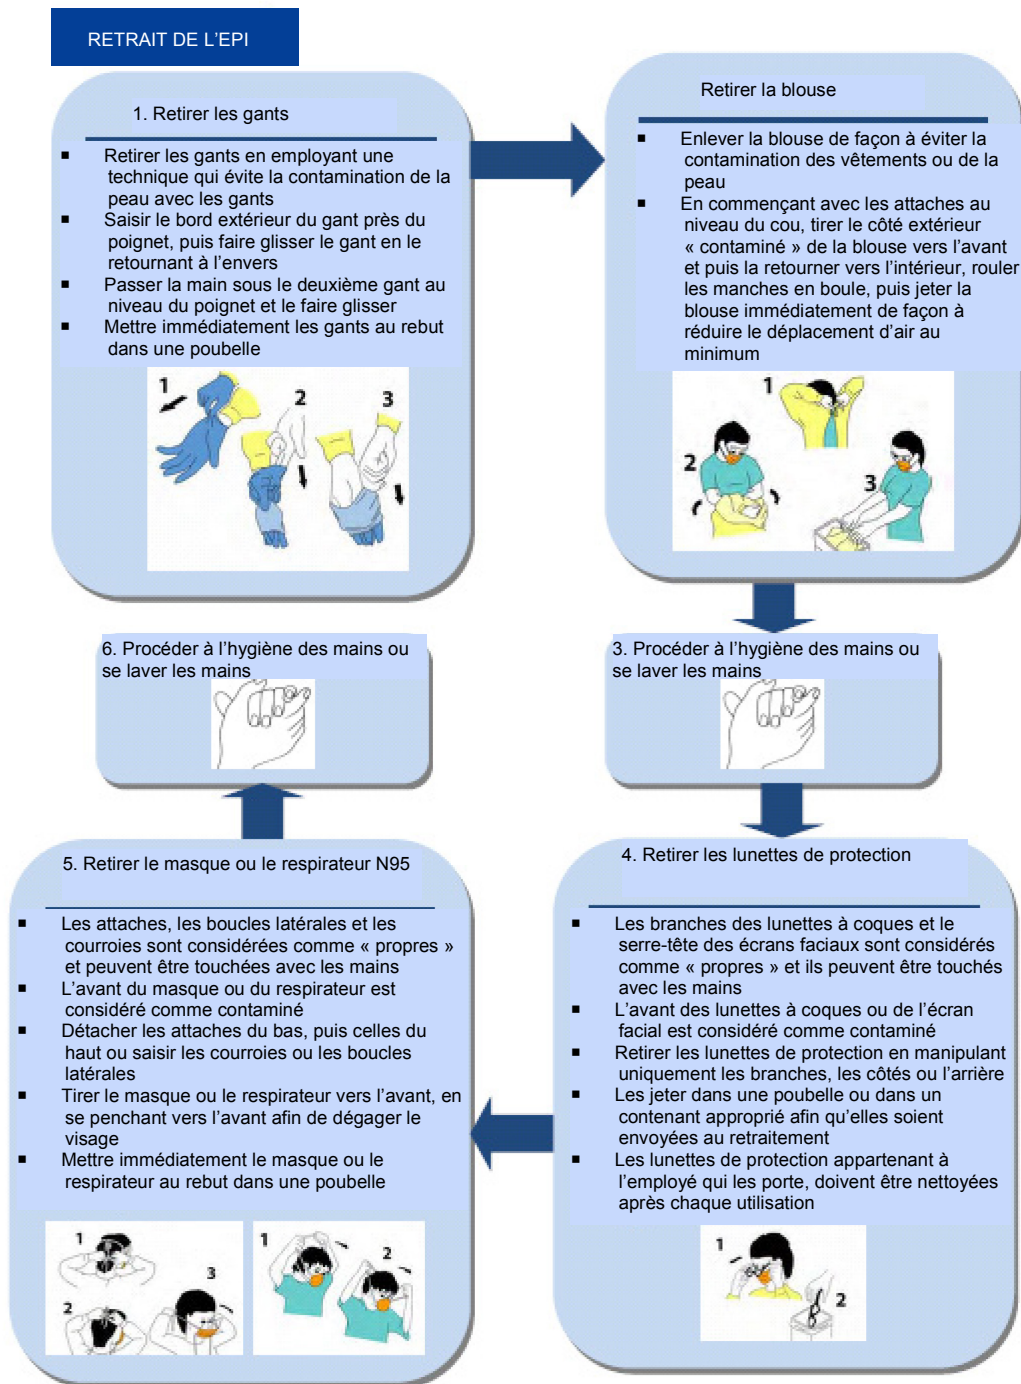 RETRAIT DE L'EPI
1. Retirer les gants
▪ Retirer les gants en employant une
technique qui évite la contamination de la
peau avec les gants
▪ Saisir le bord extérieur du gant près du
poignet, puis faire glisser le gant en le
retournant à l'envers
▪ Passer la main sous le deuxième gant au
niveau du poignet et le faire glisser
▪ Mettre immédiatement les gants au rebut
dans une poubelle
1
2
3
Retirer la blouse
▪ Enlever la blouse de façon à éviter la
contamination des vêtements ou de la
peau
▪ En commençant avec les attaches au
niveau du cou, tirer le côté extérieur
« contaminé » de la blouse vers l'avant
et puis la retourner vers l'intérieur, rouler
les manches en boule, puis jeter la
blouse immédiatement de façon à
réduire le déplacement d'air au
minimum
1
2
3
3. Procéder à l'hygiène des mains ou
se laver les mains
4. Retirer les lunettes de protection
▪ Les branches des lunettes à coques et le
serre-tête des écrans faciaux sont considérés
comme « propres » et ils peuvent être touchés
avec les mains
▪ L'avant des lunettes à coques ou de l'écran
facial est considéré comme contaminé
▪ Retirer les lunettes de protection en manipulant
uniquement les branches, les côtés ou l'arrière
▪ Les jeter dans une poubelle ou dans un
contenant approprié afin qu'elles soient
envoyées au retraitement
▪ Les lunettes de protection appartenant à
l'employé qui les porte, doivent être nettoyées
après chaque utilisation
1
2
5. Retirer le masque ou le respirateur N95
▪ Les attaches, les boucles latérales et les
courroies sont considérées comme « propres »
et peuvent être touchées avec les mains
▪ L'avant du masque ou du respirateur est
considéré comme contaminé
▪ Détacher les attaches du bas, puis celles du
haut ou saisir les courroies ou les boucles
latérales
▪ Tirer le masque ou le respirateur vers l'avant, en
se penchant vers l'avant afin de dégager le
visage
▪ Mettre immédiatement le masque ou le
respirateur au rebut dans une poubelle
1
2
3
1
2
6. Procéder à l'hygiène des mains ou
se laver les mains